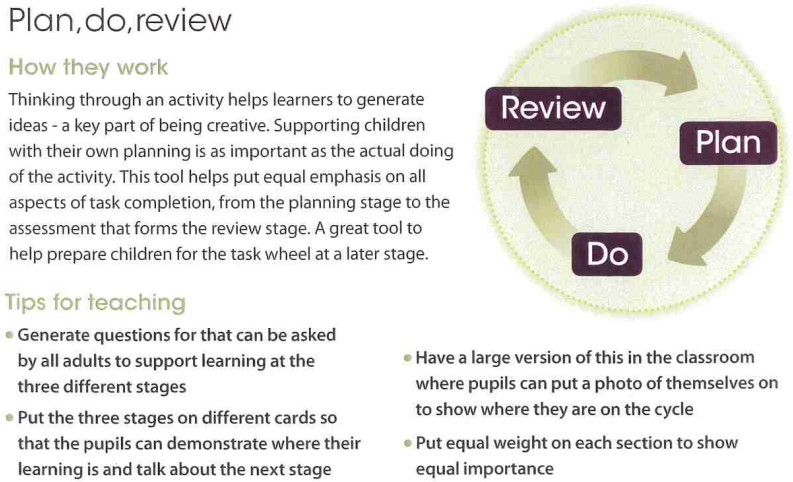 Plan,do,review
How they work
Thinking through an activity helps learners to generate
ideas - a key part of being creative. Supporting children
with their own planning is as important as the actual doing
of the activity. This tool helps put equal emphasis on all
aspects of task completion, from the planning stage to the
assessment that forms the review stage. A great tool to
help prepare children for the task wheel at a later stage.
Review
Plan
Do
Tips for teaching
• Generate questions for that can be asked
by all adults to support learning at the
three different stages
• Put the three stages on different cards so
that the pupils can demonstrate where their
learning is and talk about the next stage
• Have a large version of this in the classroom
where pupils can put a photo of themselves on
to show where they are on the cycle
• Put equal weight on each section to show
equal importance